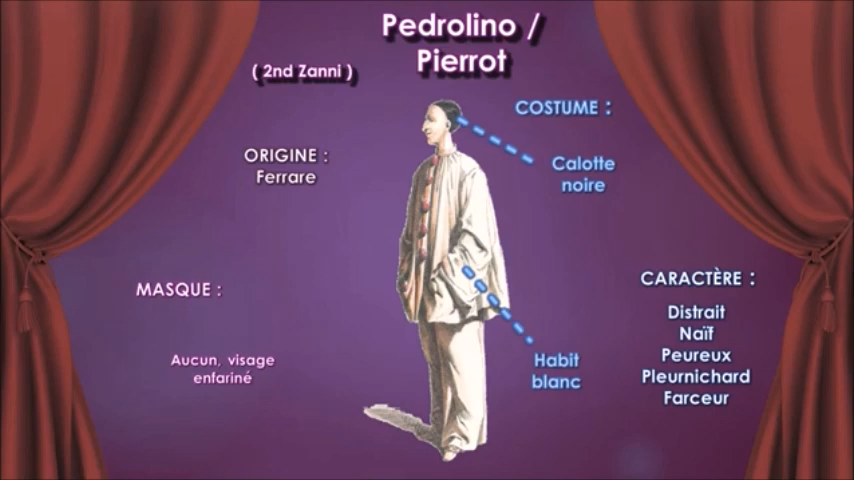 Pedrolino /
Pierrot
( 2nd Zanni )
COSTUME :
ORIGINE :
Ferrare
Calotte
noire
MASQUE :
Aucun, visage
enfariné
Habit
blanc
CARACTÈRE :
Distrait
Naïf
Peureux
Pleurnichard
Farceur